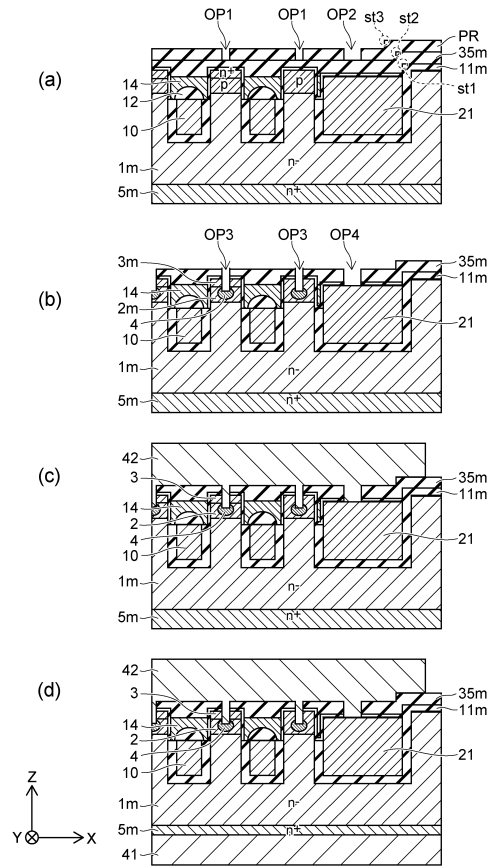 OP1 OP1 OP2 st3 st2 PR
(a) 35m
11m
n+ st1
14 p p
12
10 21
1m n-
5m n+
OP3 OP3 OP4
3m 35m
(b) 11m
14
2m
4 21
10
1m n-
5m n+
42
(c) 3 35m
14 11m
2
4 21
10
1m n-
5m n+
42
(d) 3 35m
14 11m
2
4 21
10
Z
1m n-
Y X 5m n+
41